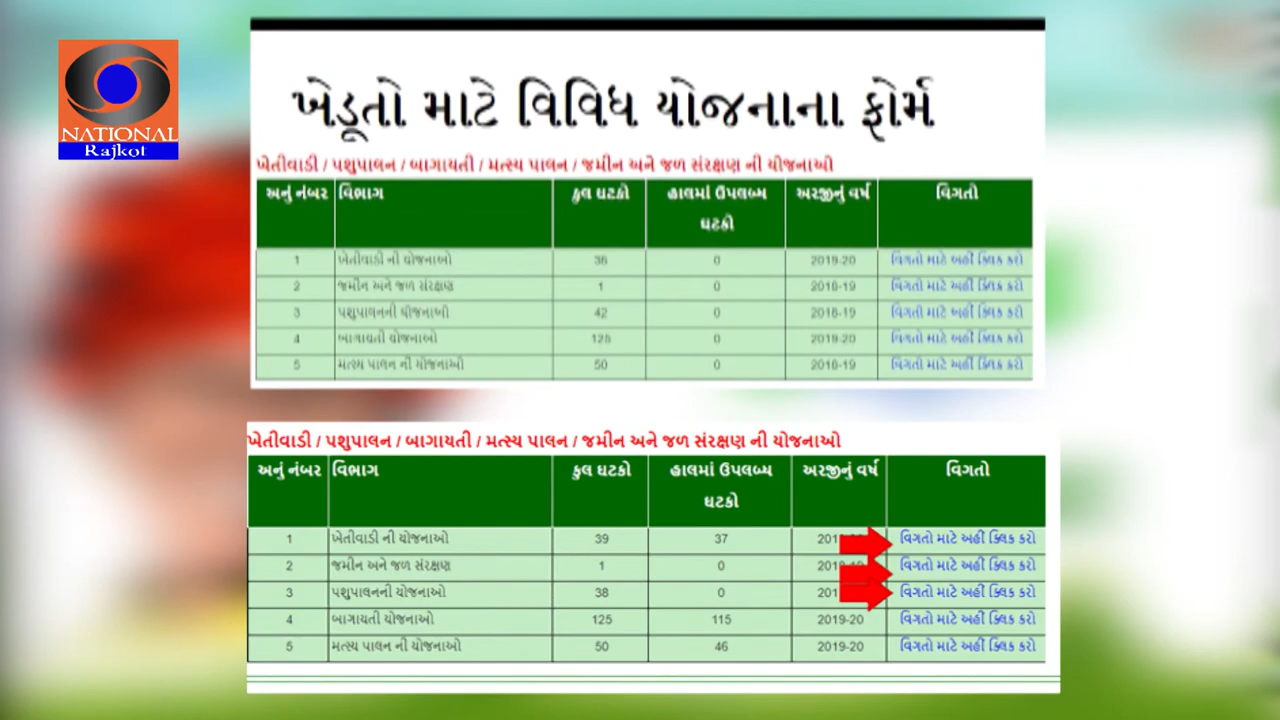 NATIONAL
Rajkot
ખેડૂતો માટે વિવિધ યોજનાના ફોર્મ
ખેતીવાડી / પશુપાલન / બાગાયતી / મત્સ્ય પાલન / જમીન અને જળ સંરક્ષણ ની યોજનાઓ
અનું નંબર વિભાગ કુલ ઘટકો હાલમાં ઉપલબ્ધ ઘટકો અરજીનું વર્ષ વિગતો
1 ખેતીવાડી ની યોજનાઓ 36 0 2019-20 વિગતો માટે અહીં ક્લિક કરો
2 જમીન અને જળ સંરક્ષણ 1 0 2018-19 વિગતો માટે અહીં ક્લિક કરો
3 પશુપાલનની યોજનાઓ 42 0 2018-19 વિગતો માટે અહીં ક્લિક કરો
4 બાગાયતી યોજનાઓ 125 0 2019-20 વિગતો માટે અહીં ક્લિક કરો
5 મત્સ્ય પાલન ની યોજનાઓ 50 0 2018-19 વિગતો માટે અહીં ક્લિક કરો
ખેતીવાડી / પશુપાલન / બાગાયતી / મત્સ્ય પાલન / જમીન અને જળ સંરક્ષણ ની યોજનાઓ
અનું નંબર વિભાગ કુલ ઘટકો હાલમાં ઉપલબ્ધ ઘટકો અરજીનું વર્ષ વિગતો
1 ખેતીવાડી ની યોજનાઓ 39 37 વિગતો માટે અહીં ક્લિક કરો
2 જમીન અને જળ સંરક્ષણ 1 0 વિગતો માટે અહીં ક્લિક કરો
3 પશુપાલનની યોજનાઓ 38 0 વિગતો માટે અહીં ક્લિક કરો
4 બાગાયતી યોજનાઓ 125 115 2019-20 વિગતો માટે અહીં ક્લિક કરો
5 મત્સ્ય પાલન ની યોજનાઓ 50 46 2019-20 વિગતો માટે અહીં ક્લિક કરો